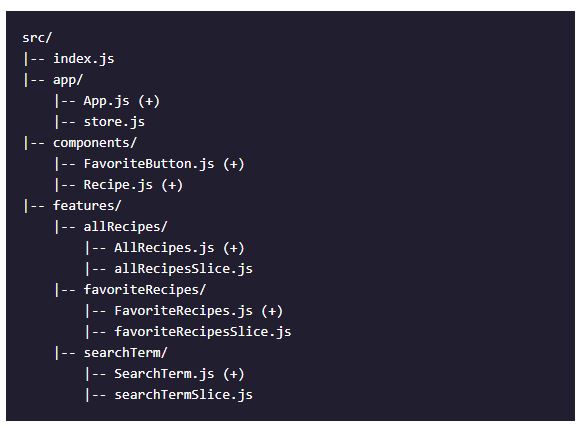 src/
|-- index.js
|-- app/
    |-- App.js (+)
    |-- store.js
|-- components/
    |-- FavoriteButton.js (+)
    |-- Recipe.js (+)
|-- features/
    |-- allRecipes/
        |-- AllRecipes.js (+)
        |-- allRecipesSlice.js
    |-- favoriteRecipes/
        |-- FavoriteRecipes.js (+)
        |-- favoriteRecipesSlice.js
    |-- searchTerm/
        |-- SearchTerm.js (+)
        |-- searchTermSlice.js